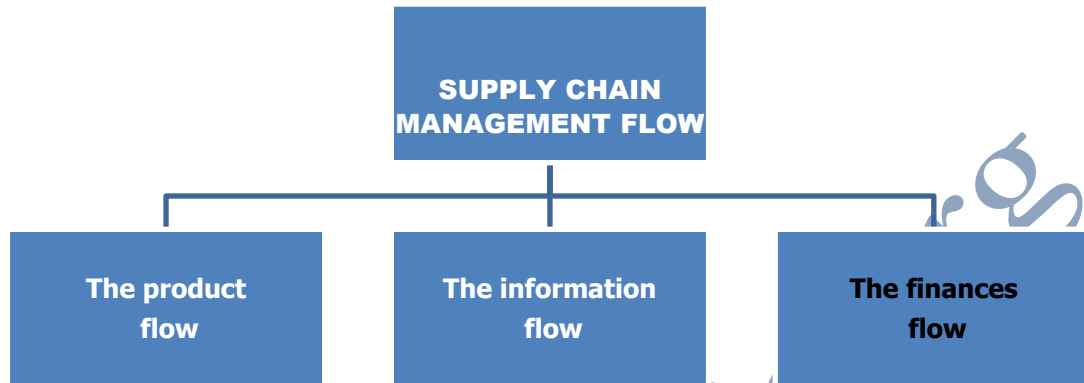 SUPPLY CHAIN
MANAGEMENT FLOW
The product
flow
The information
flow
The finances
flow